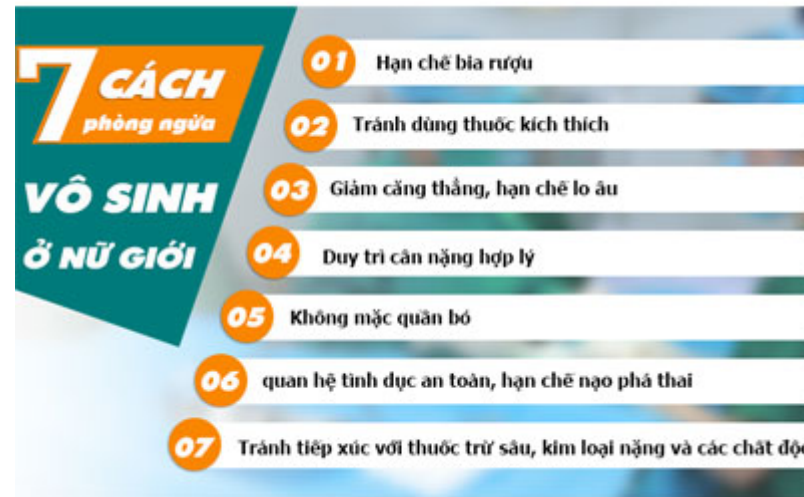 7 CÁCH
phòng ngừa
VÔ SINH
Ở NỮ GIỚI
01 Hạn chế bia rượu
02 Tránh dùng thuốc kích thích
03 Giảm căng thẳng, hạn chế lo âu
04 Duy trì cân nặng hợp lý
05 Không mặc quần bó
06 quan hệ tình dục an toàn, hạn chế nạo phá thai
07 Tránh tiếp xúc với thuốc trừ sâu, kim loại nặng và các chất độc